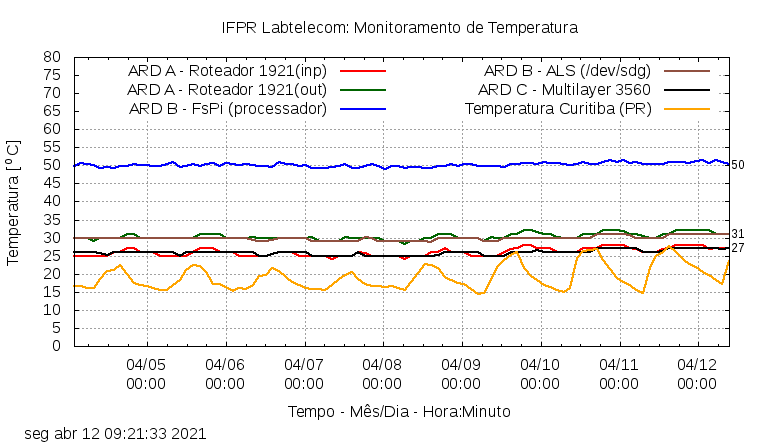 IFPR Labtelecom: Monitoramento de Temperatura
80
75
70
65
60
55
50
45
40
35
30
25
20
15
10
5
0
Temperatura [ ºC]
ARD A - Roteador 1921(inp)
ARD A - Roteador 1921(out)
ARD B - FsPi (processador)
ARD B - ALS (/dev/sdg)
ARD C - Multilayer 3560
Temperatura Curitiba (PR)
50
31
27
04/05 04/06 04/07 04/08 04/09 04/10 04/11 04/12
00:00 00:00 00:00 00:00 00:00 00:00 00:00 00:00
Tempo - Mês/Dia - Hora:Minuto
seg abr 12 09:21:33 2021